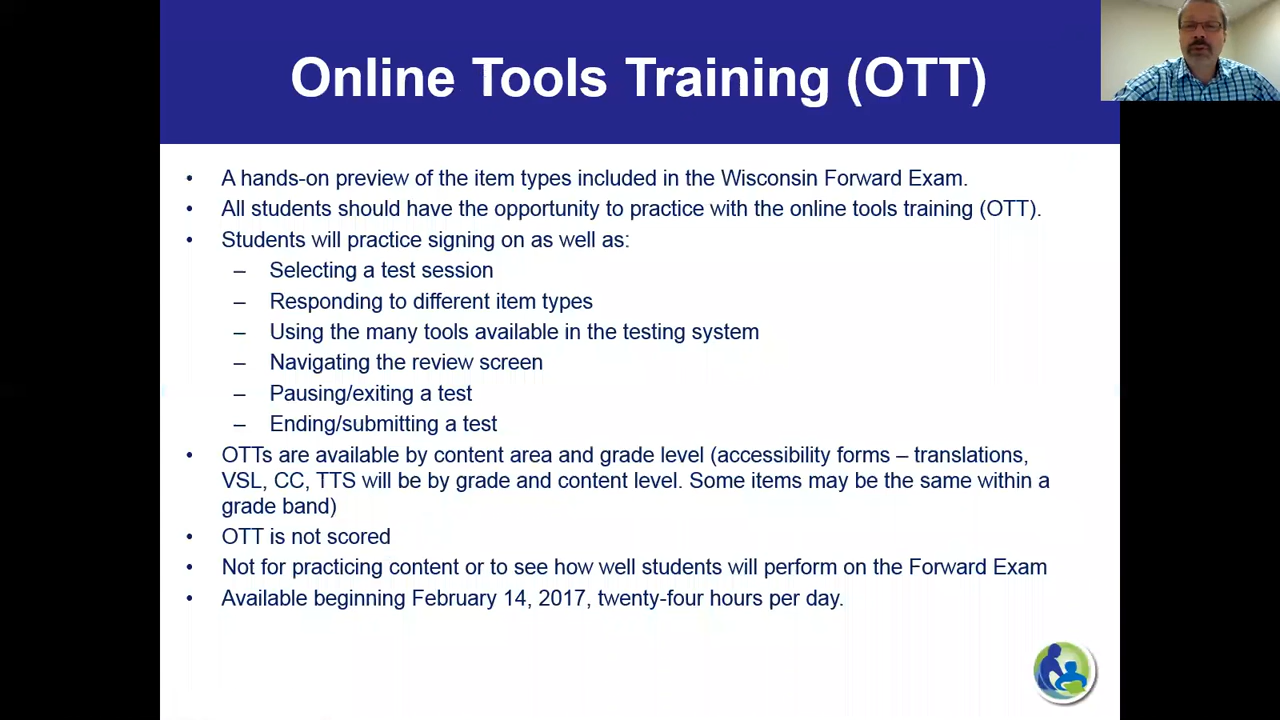 Online Tools Training (OTT)
• A hands-on preview of the item types included in the Wisconsin Forward Exam.
• All students should have the opportunity to practice with the online tools training (OTT).
• Students will practice signing on as well as:
– Selecting a test session
– Responding to different item types
– Using the many tools available in the testing system
– Navigating the review screen
– Pausing/exiting a test
– Ending/submitting a test
• OTTs are available by content area and grade level (accessibility forms – translations,
VSL, CC, TTS will be by grade and content level. Some items may be the same within a
grade band)
• OTT is not scored
• Not for practicing content or to see how well students will perform on the Forward Exam
• Available beginning February 14, 2017, twenty-four hours per day.